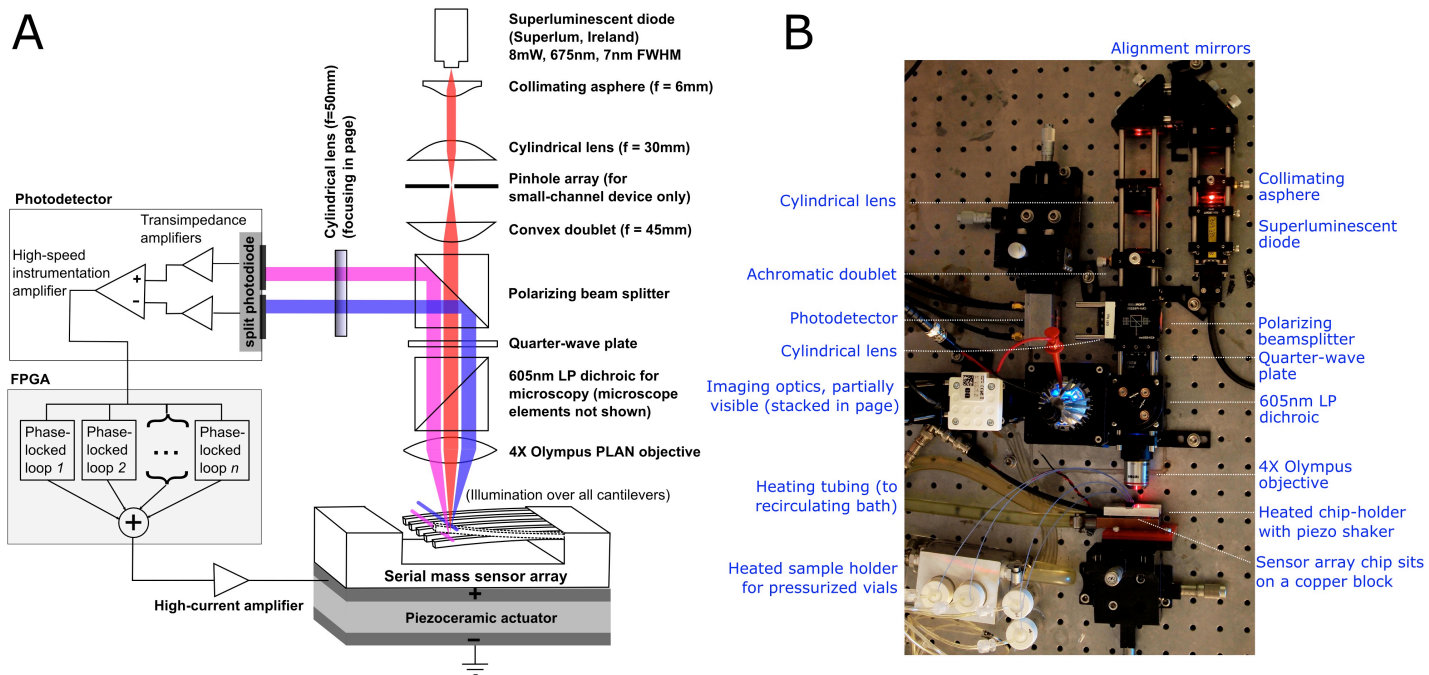 A
Superluminescent diode
(Superlum, Ireland)
8mW, 675nm, 7nm FWHM
Collimating asphere (f = 6mm)
Cylindrical lens (f=50mm)
(focusing in page)
Cylindrical lens (f = 30mm)
Pinhole array (for
small-channel device only)
Convex doublet (f = 45mm)
Photodetector
Transimpedance
amplifiers
High-speed
instrumentation
amplifier
+
-
split photodiode
Polarizing beam splitter
Quarter-wave plate
605nm LP dichroic for
microscopy (microscope
elements not shown)
4X Olympus PLAN objective
FPGA
Phase-
locked
loop 1
Phase-
locked
loop 2
...
Phase-
locked
loop n
+
(Illumination over all cantilevers)
Serial mass sensor array
+
Piezoceramic actuator
-
High-current amplifier
B
Alignment mirrors
Cylindrical lens
Achromatic doublet
Photodetector
Cylindrical lens
Imaging optics, partially
visible (stacked in page)
Heating tubing (to
recirculating bath)
Heated sample holder
for pressurized vials
Collimating
asphere
Superluminescent
diode
Polarizing
beamsplitter
Quarter-wave
plate
605nm LP
dichroic
4X Olympus
objective
Heated chip-holder
with piezo shaker
Sensor array chip sits
on a copper block